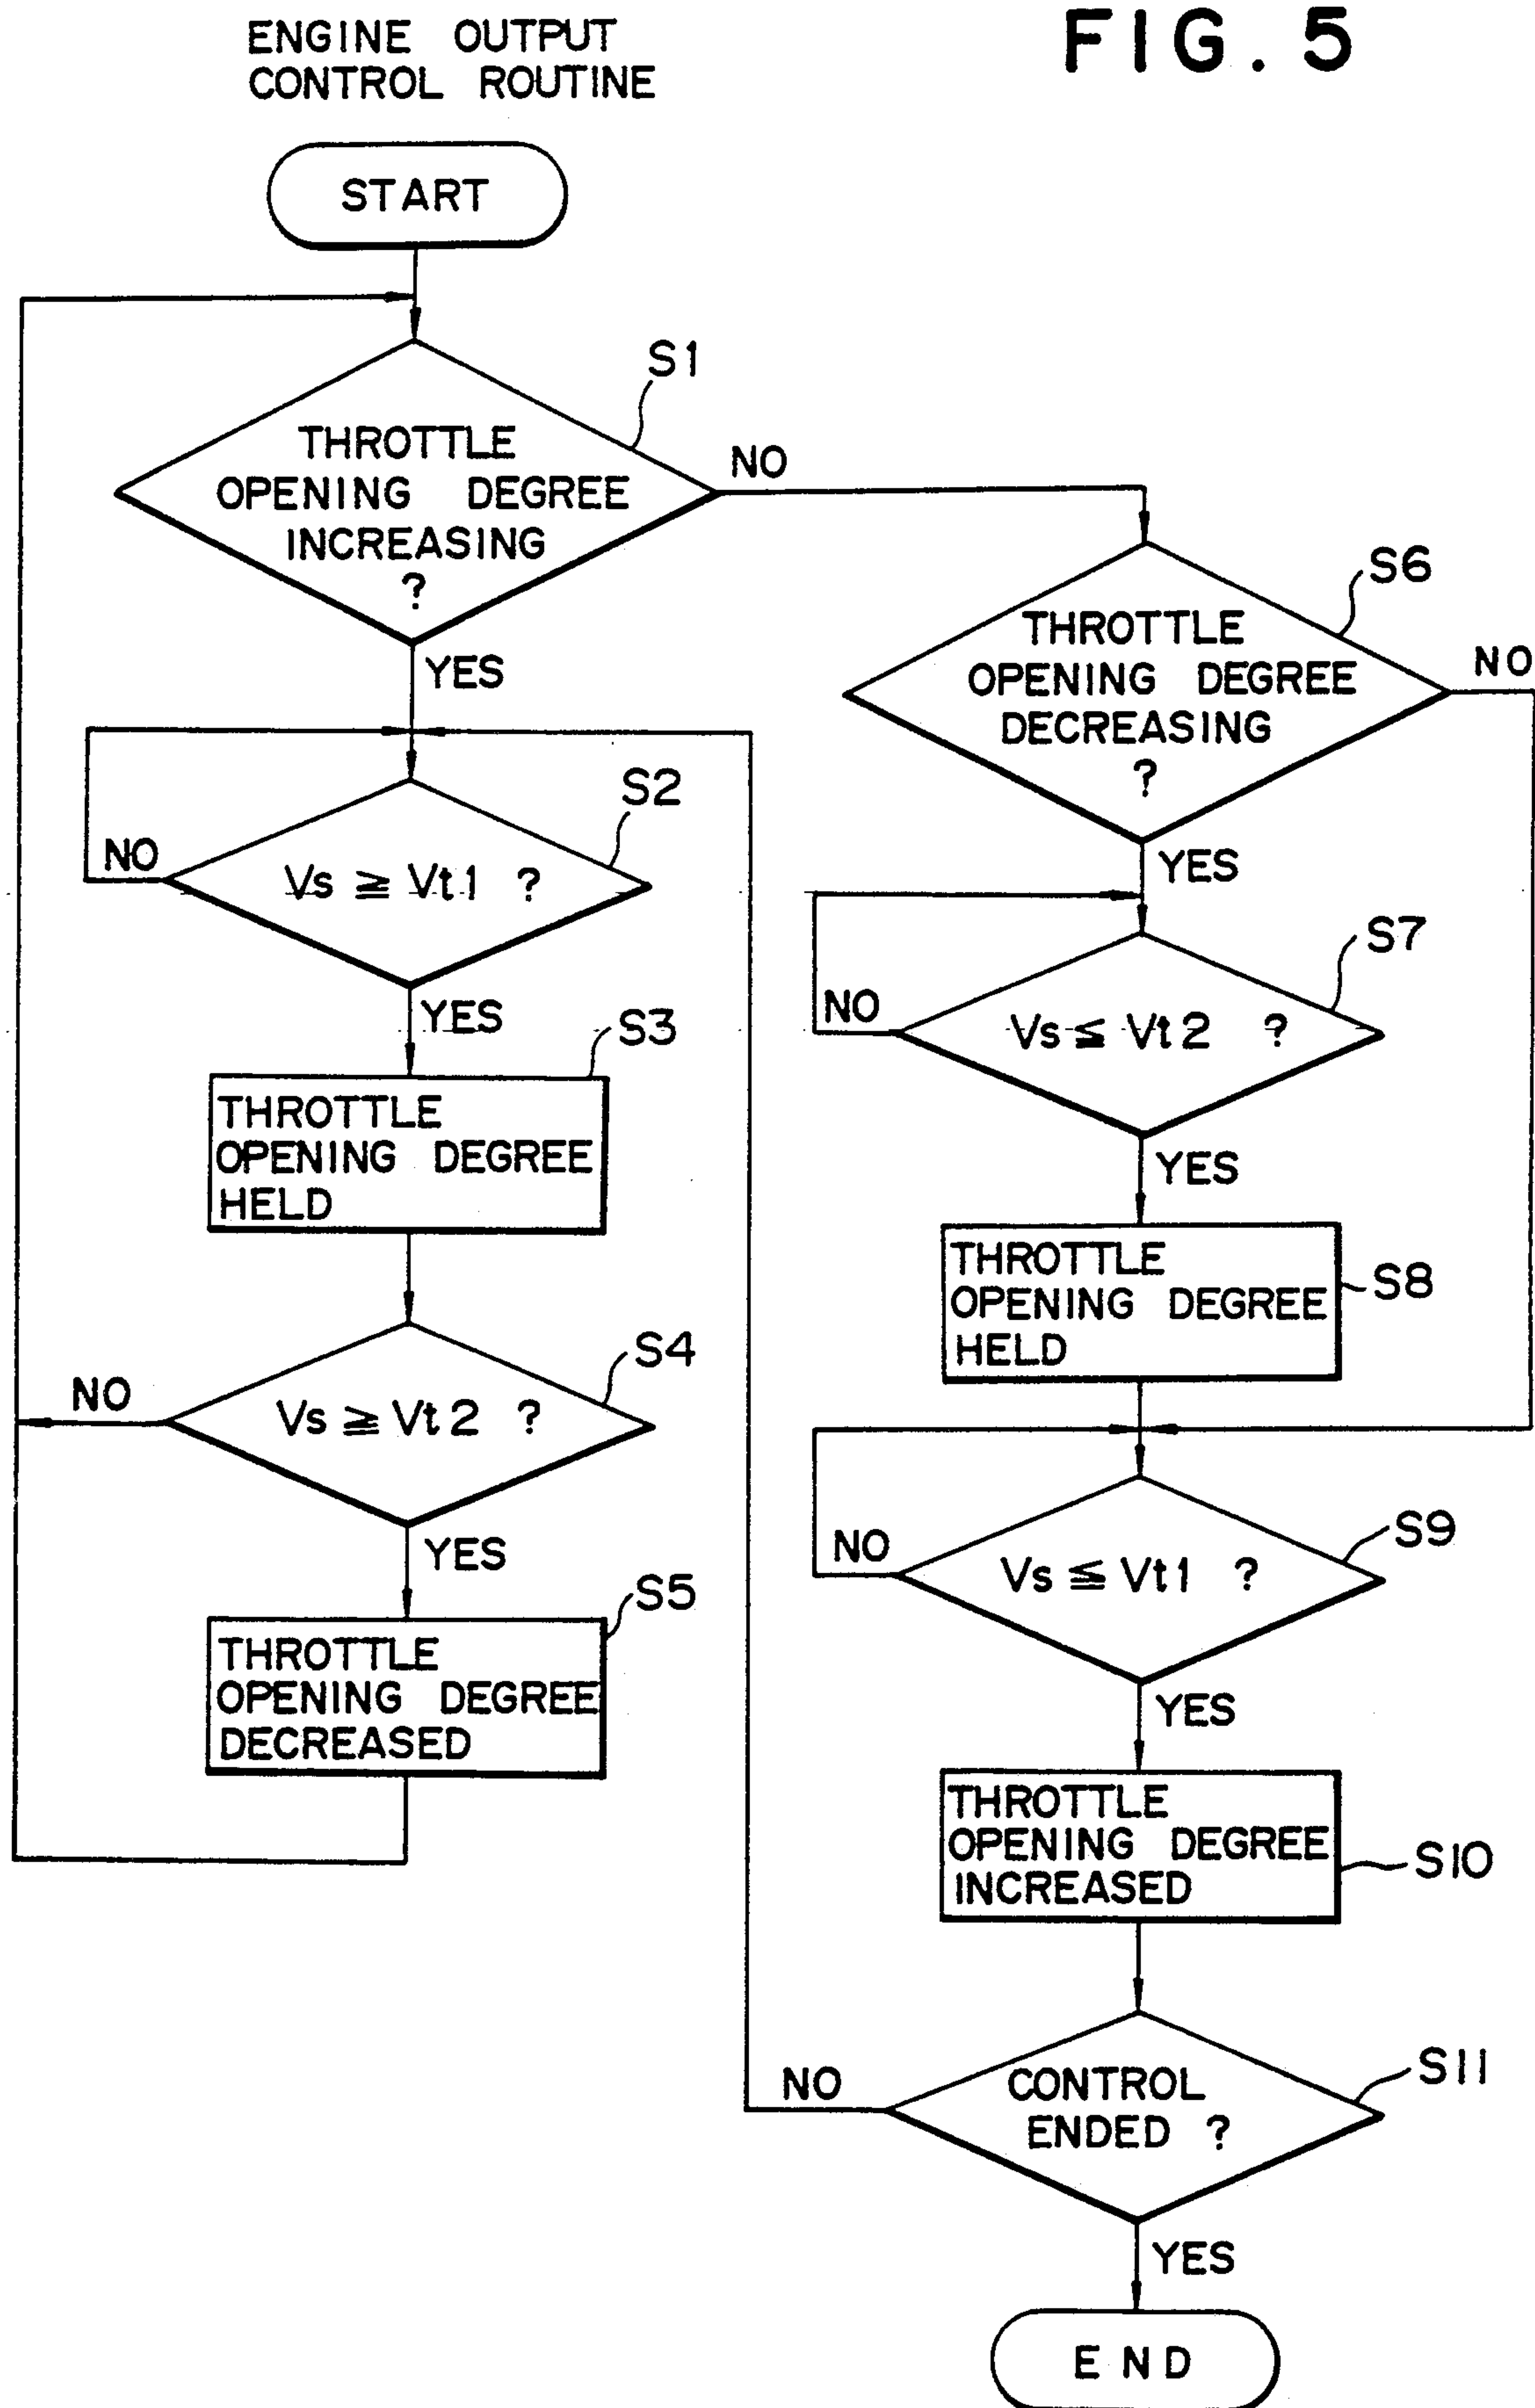 ENGINE OUTPUT
CONTROL ROUTINE
FIG. 5
START
S1
THROTTLE
OPENING DEGREE
INCREASING
?
NO
YES
S2
Vs ≧ Vt1 ?
NO
YES
S3
THROTTLE
OPENING DEGREE
HELD
S4
Vs ≧ Vt2 ?
NO
YES
S5
THROTTLE
OPENING DEGREE
DECREASED
S6
THROTTLE
OPENING DEGREE
DECREASING
?
NO
YES
S7
Vs ≦ Vt2 ?
NO
YES
THROTTLE
OPENING DEGREE
HELD
S8
S9
Vs ≦ Vt1 ?
NO
YES
THROTTLE
OPENING DEGREE
INCREASED
S10
S11
CONTROL
ENDED ?
NO
YES
END